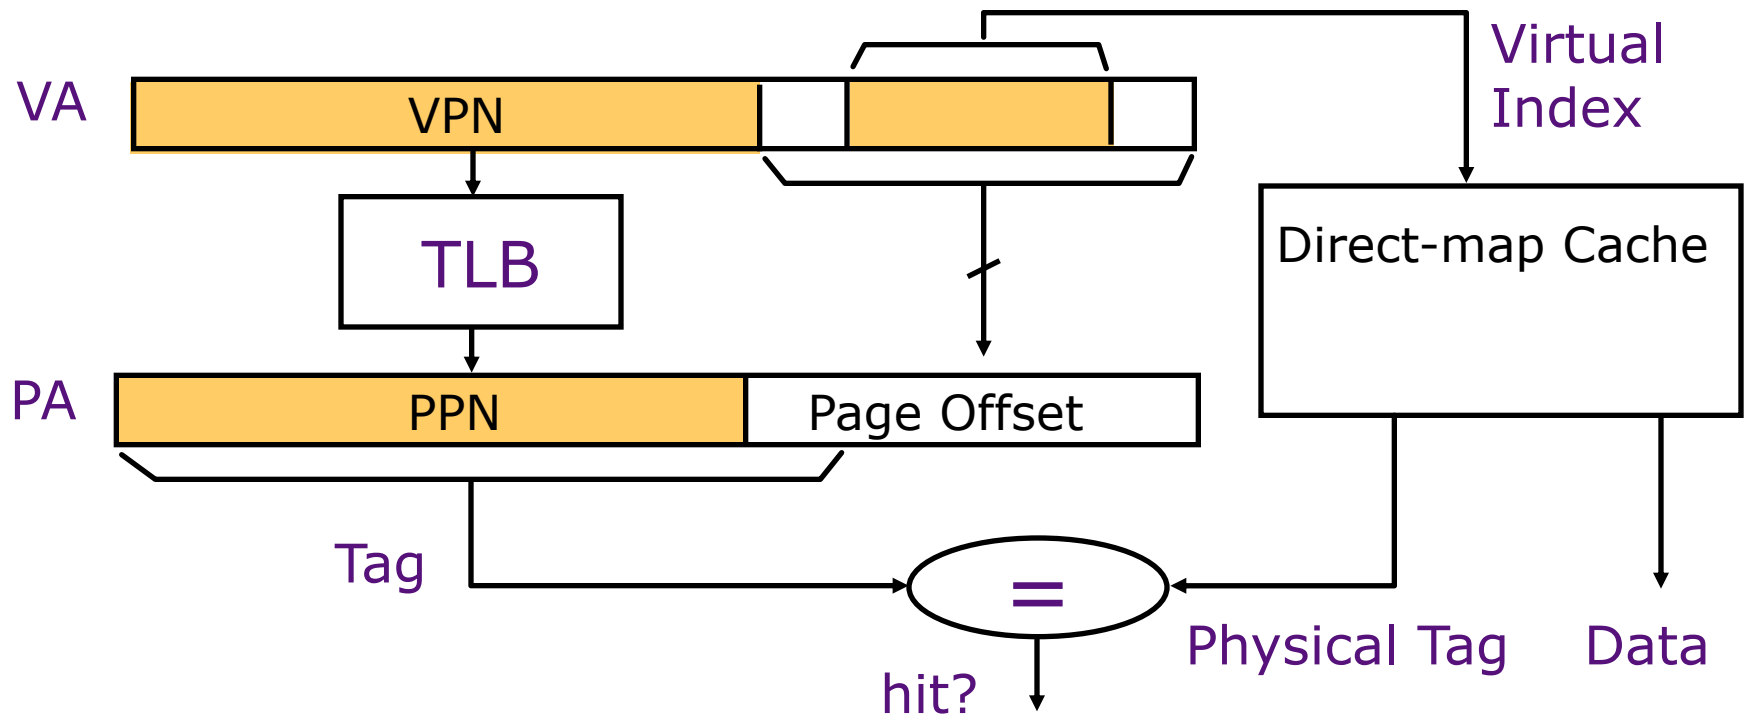 Virtual
Index
VA
VPN
TLB
Direct-map Cache
PA
PPN
Page Offset
Tag
=
Physical Tag
Data
hit?